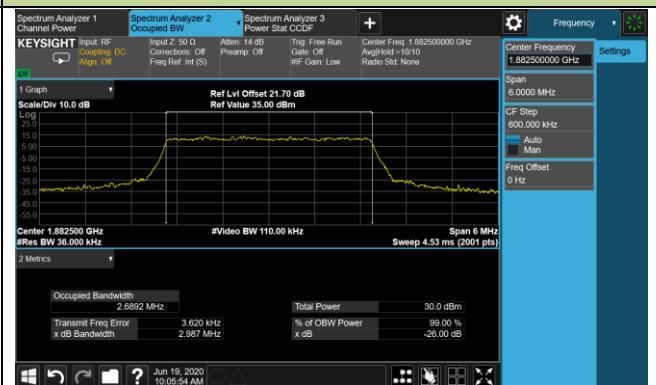 Spectrum Analyzer 1
Channel Power
Spectrum Analyzer 2
Occupied BW
Spectrum Analyzer 3
Power Stat CCDF
Frequency
KEYSIGHT
Input: RF
Coupling: DC
Align: Off
Input Z: 50 Ω
Corrections: Off
Freq Ref: Int (S)
Atten: 14 dB
Preamp: Off
Trig: Free Run
Gate: Off
#IF Gain: Low
Center Freq: 1.882500000 GHz
Avg|Hold:>10/10
Radio Std: None
1 Graph
Scale/Div 10.0 dB
Ref Lvl Offset 21.70 dB
Ref Value 35.00 dBm
Log
25.0
15.0
5.00
-5.00
-15.0
-25.0
-35.0
-45.0
-55.0
Center 1.882500 GHz
#Res BW 36.000 kHz
#Video BW 110.00 kHz
Span 6 MHz
Sweep 4.53 ms (2001 pts)
2 Metrics
Occupied Bandwidth
2.6892 MHz
Total Power 30.0 dBm
Transmit Freq Error 3.620 kHz
% of OBW Power 99.00 %
x dB Bandwidth 2.987 MHz
x dB -26.00 dB
Jun 19, 2020
10:05:54 AM
Center Frequency
1.882500000 GHz
Settings
Span
6.0000 MHz
CF Step
600.000 kHz
Auto
Man
Freq Offset
0 Hz